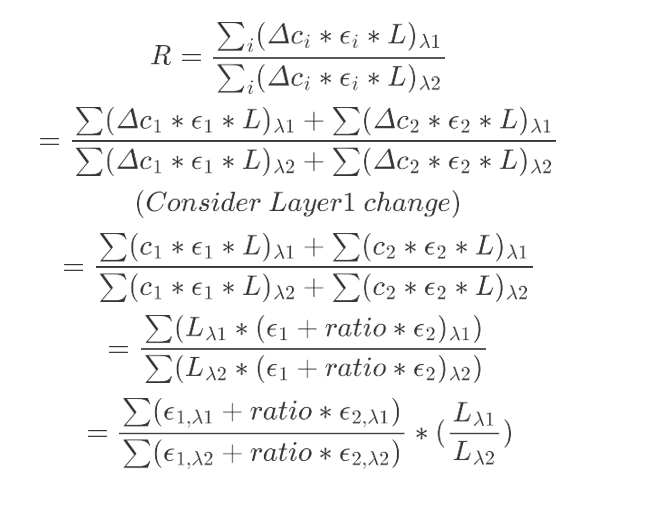 R = \frac{\sum_i(\Delta c_i * \epsilon_i * L)_{\lambda 1}}{\sum_i(\Delta c_i * \epsilon_i * L)_{\lambda 2}}
= \frac{\sum(\Delta c_1 * \epsilon_1 * L)_{\lambda 1} + \sum(\Delta c_2 * \epsilon_2 * L)_{\lambda 1}}{\sum(\Delta c_1 * \epsilon_1 * L)_{\lambda 2} + \sum(\Delta c_2 * \epsilon_2 * L)_{\lambda 2}}
(Consider Layer1 change)
= \frac{\sum(c_1 * \epsilon_1 * L)_{\lambda 1} + \sum(c_2 * \epsilon_2 * L)_{\lambda 1}}{\sum(c_1 * \epsilon_1 * L)_{\lambda 2} + \sum(c_2 * \epsilon_2 * L)_{\lambda 2}}
= \frac{\sum(L_{\lambda 1} * (\epsilon_1 + ratio * \epsilon_2)_{\lambda 1})}{\sum(L_{\lambda 2} * (\epsilon_1 + ratio * \epsilon_2)_{\lambda 2})}
= \frac{\sum(\epsilon_{1,\lambda 1} + ratio * \epsilon_{2,\lambda 1})}{\sum(\epsilon_{1,\lambda 2} + ratio * \epsilon_{2,\lambda 2})} * (\frac{L_{\lambda 1}}{L_{\lambda 2}})